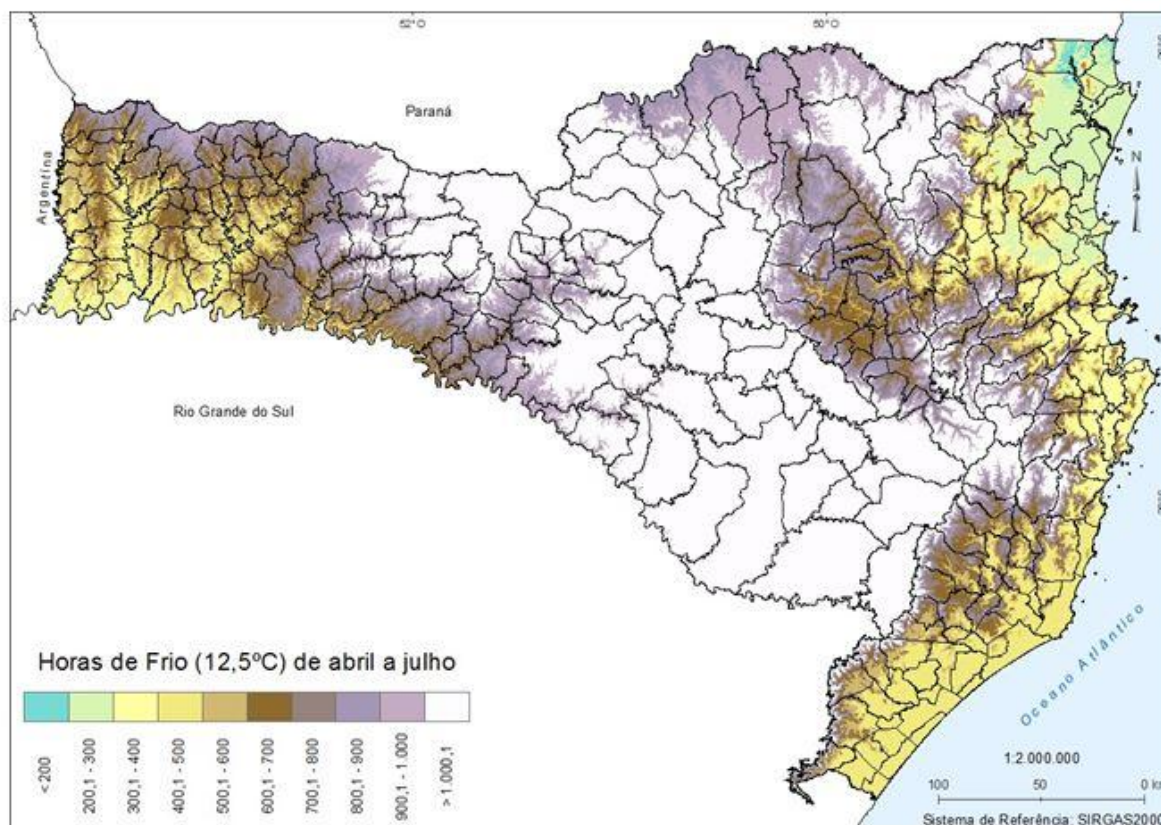 52°O
50°O
Paraná
Argentina
N
Rio Grande do Sul
Oceano Atlântico
Horas de Frio (12,5ºC) de abril a julho
<200
200,1 - 300
300,1 - 400
400,1 - 500
500,1 - 600
600,1 - 700
700,1 - 800
800,1 - 900
900,1 - 1.000
> 1.000,1
1:2.000.000
100 50 0 km
Sistema de Referência: SIRGAS2000